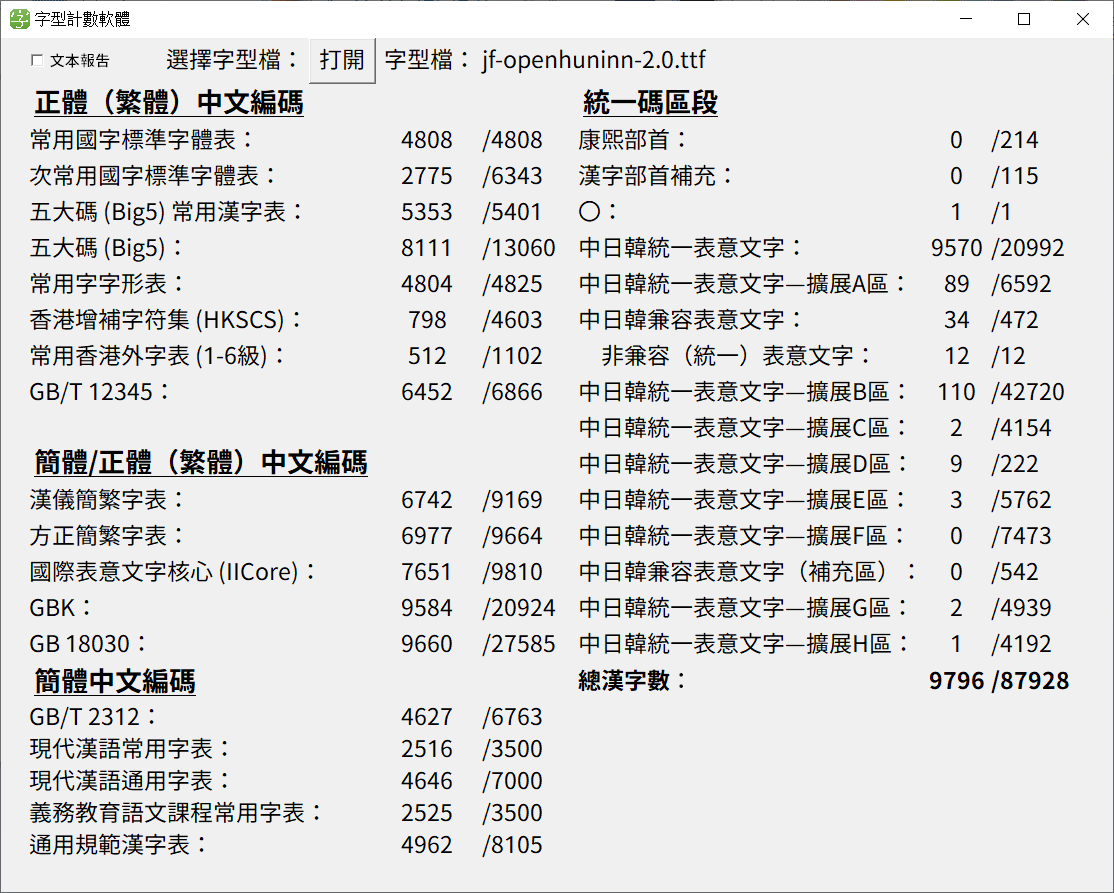 字型計數軟體
文本報告 選擇字型檔： 打開 字型檔： jf-openhuninn-2.0.ttf
正體（繁體）中文編碼
常用國字標準字體表： 4808 /4808
次常用國字標準字體表： 2775 /6343
五大碼 (Big5) 常用漢字表： 5353 /5401
五大碼 (Big5)： 8111 /13060
常用字字形表： 4804 /4825
香港增補字符集 (HKSCS)： 798 /4603
常用香港外字表 (1-6級)： 512 /1102
GB/T 12345： 6452 /6866
簡體/正體（繁體）中文編碼
漢儀簡繁字表： 6742 /9169
方正簡繁字表： 6977 /9664
國際表意文字核心 (IICore)： 7651 /9810
GBK： 9584 /20924
GB 18030： 9660 /27585
簡體中文編碼
GB/T 2312： 4627 /6763
現代漢語常用字表： 2516 /3500
現代漢語通用字表： 4646 /7000
義務教育語文課程常用字表： 2525 /3500
通用規範漢字表： 4962 /8105
統一碼區段
康熙部首： 0 /214
漢字部首補充： 0 /115
〇： 1 /1
中日韓統一表意文字： 9570 /20992
中日韓統一表意文字—擴展A區： 89 /6592
中日韓兼容表意文字： 34 /472
非兼容（統一）表意文字： 12 /12
中日韓統一表意文字—擴展B區： 110 /42720
中日韓統一表意文字—擴展C區： 2 /4154
中日韓統一表意文字—擴展D區： 9 /222
中日韓統一表意文字—擴展E區： 3 /5762
中日韓統一表意文字—擴展F區： 0 /7473
中日韓兼容表意文字（補充區）： 0 /542
中日韓統一表意文字—擴展G區： 2 /4939
中日韓統一表意文字—擴展H區： 1 /4192
總漢字數： 9796 /87928